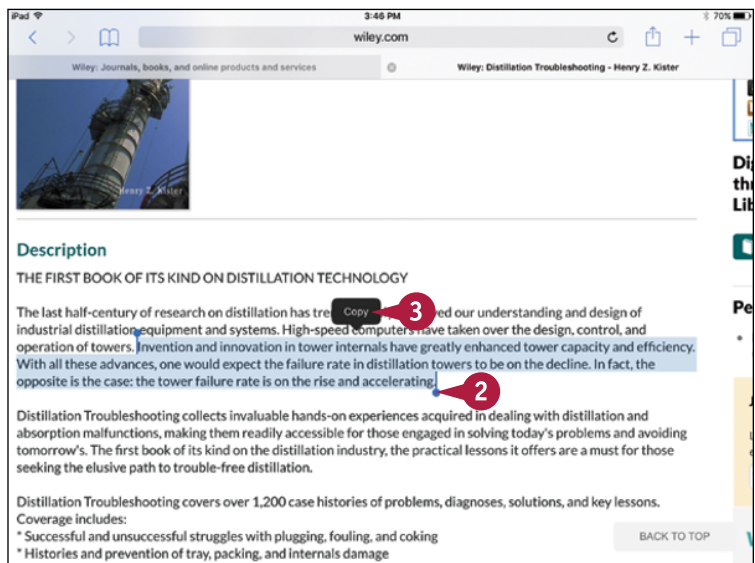 iPad 3:46 PM 70%
wiley.com
Wiley: Journals, books, and online products and services Wiley: Distillation Troubleshooting - Henry Z. Kister
Henry Z. Kister
Description
THE FIRST BOOK OF ITS KIND ON DISTILLATION TECHNOLOGY
The last half-century of research on distillation has our understanding and design of
Copy 3
industrial distillation equipment and systems. High-speed computers have taken over the design, control, and
operation of towers. Invention and innovation in tower internals have greatly enhanced tower capacity and efficiency.
With all these advances, one would expect the failure rate in distillation towers to be on the decline. In fact, the
opposite is the case: the tower failure rate is on the rise and accelerating.
2
Distillation Troubleshooting collects invaluable hands-on experiences acquired in dealing with distillation and
absorption malfunctions, making them readily accessible for those engaged in solving today's problems and avoiding
tomorrow's. The first book of its kind on the distillation industry, the practical lessons it offers are a must for those
seeking the elusive path to trouble-free distillation.
Distillation Troubleshooting covers over 1,200 case histories of problems, diagnoses, solutions, and key lessons.
Coverage includes:
* Successful and unsuccessful struggles with plugging, fouling, and coking
* Histories and prevention of tray, packing, and internals damage
BACK TO TOP
Di
th
Lib
Pe